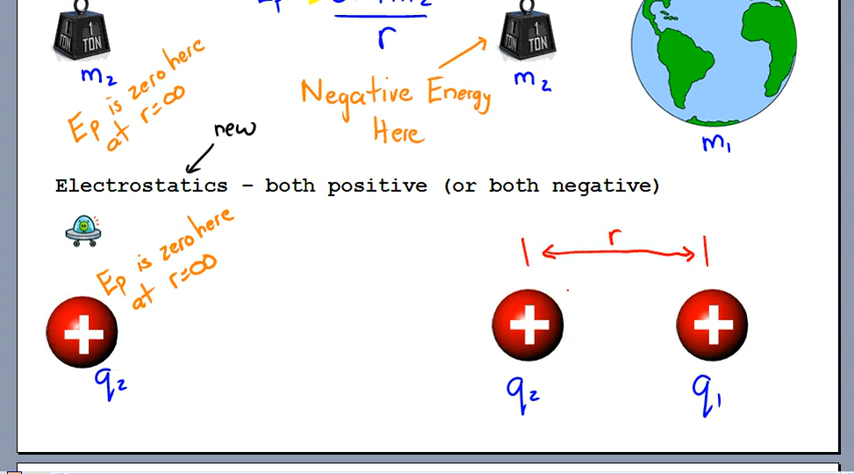 r
1
TON
1
TON
m₂
m₂
Ep is zero here
at r=∞
Negative Energy
Here
m₁
new
Electrostatics – both positive (or both negative)
Ep is zero here
at r=∞
r
q₂
q₂
q₁